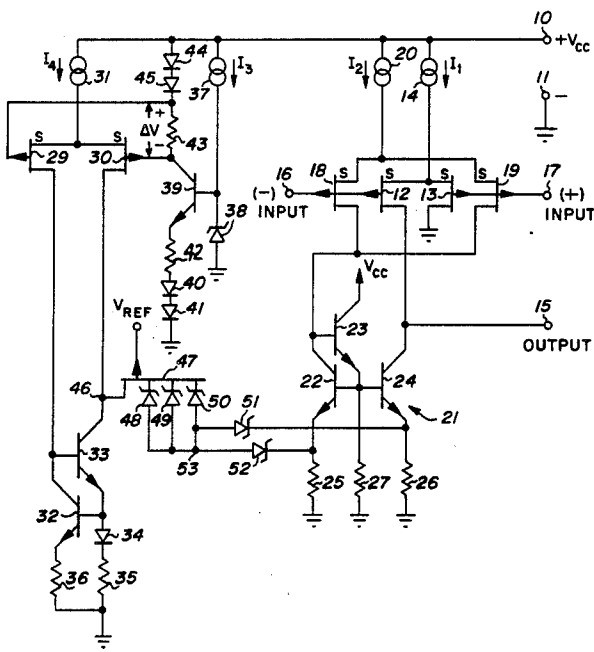 10
+VCC
44
I4
31
45
37
I3
20
I2
14
I1
11
-
+
ΔV
-
43
S
S
29
30
39
38
42
40
41
16
18
S
S
S
S
19
17
(-)
INPUT
12
13
(+)
INPUT
VCC
23
15
OUTPUT
VREF
47
46
48
49
50
51
22
24
21
33
53
52
32
34
25
27
26
36
35